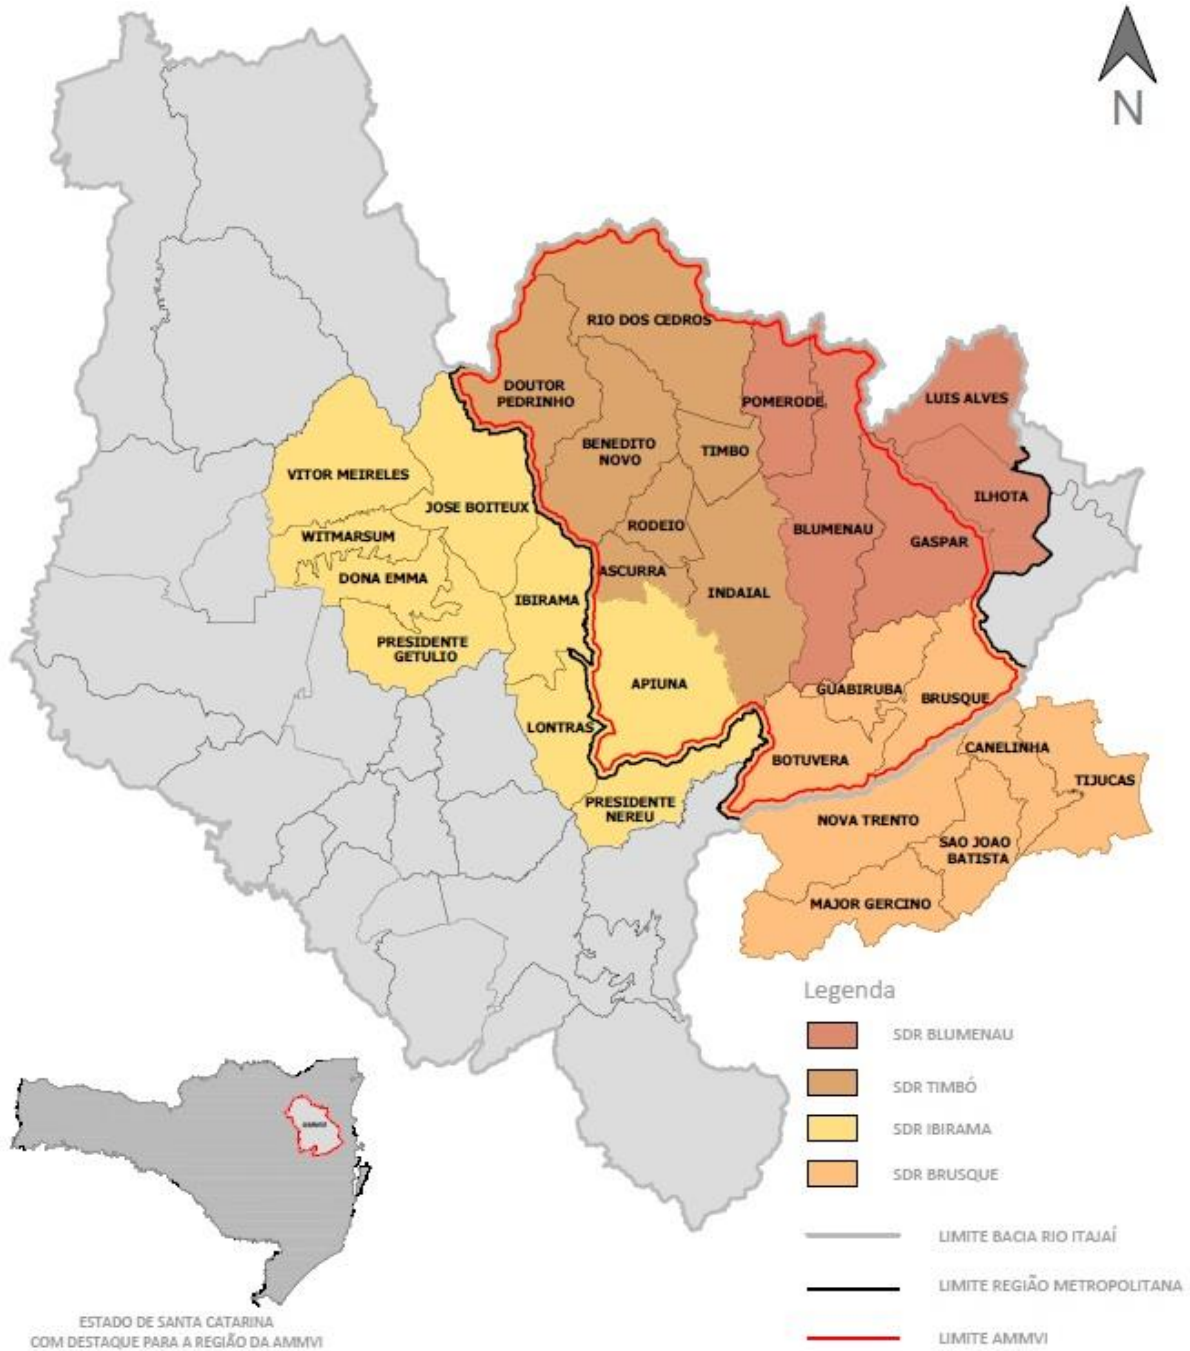 N
RIO DOS CEDROS
DOUTOR
PEDRINHO
POMERODE
LUIS ALVES
BENEDITO
NOVO
TIMBO
VITOR MEIRELES
JOSE BOITEUX
ILHOTA
RODEIO
BLUMENAU
WITMARSUM
GASPAR
ASCURRA
DONA EMMA
INDAIAL
IBIRAMA
PRESIDENTE
GETULIO
APIUNA
GUABIRUBA
BRUSQUE
LONTRAS
BOTUVERA
CANELINHA
TIJUCAS
PRESIDENTE
NEREU
NOVA TRENTO
SAO JOAO
BATISTA
MAJOR GERCINO
Legenda
SDR BLUMENAU
SDR TIMBÓ
SDR IBIRAMA
SDR BRUSQUE
LIMITE BACIA RIO ITAJAÍ
LIMITE REGIÃO METROPOLITANA
LIMITE AMMVI
ESTADO DE SANTA CATARINA
COM DESTAQUE PARA A REGIÃO DA AMMVI